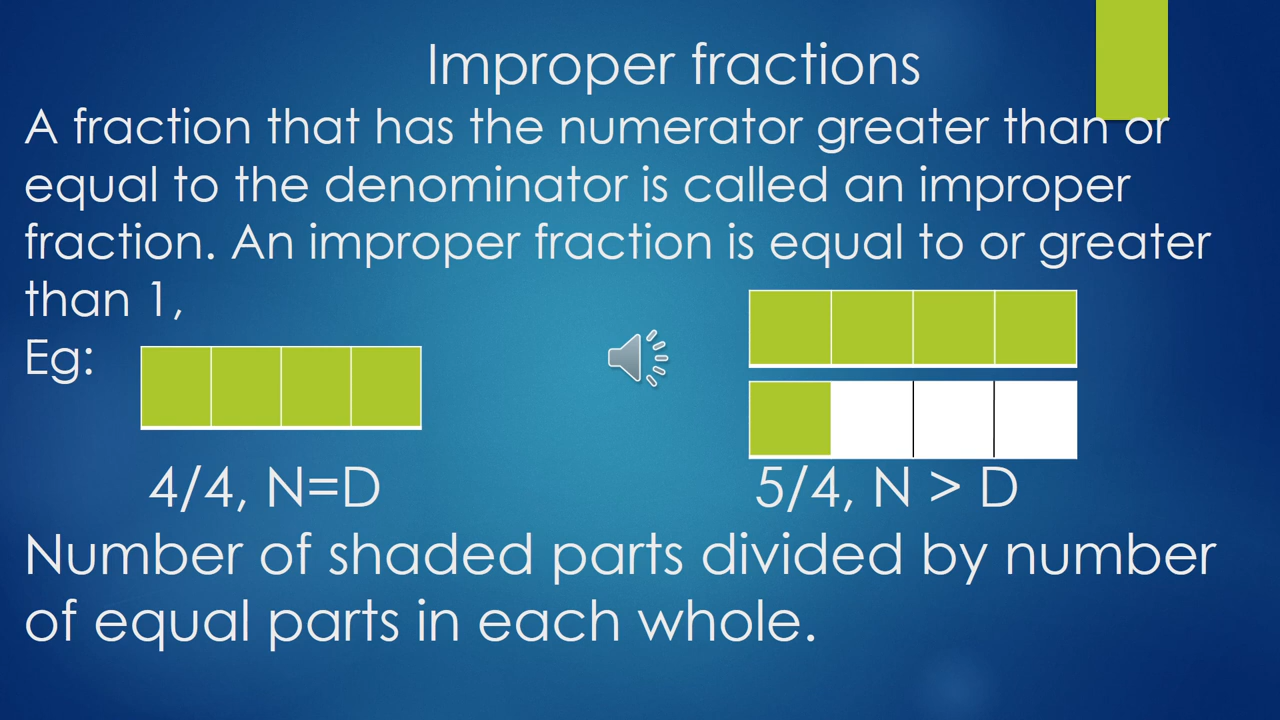 Improper fractions
A fraction that has the numerator greater than or
equal to the denominator is called an improper
fraction. An improper fraction is equal to or greater
than 1,
Eg:
4/4, N=D
5/4, N > D
Number of shaded parts divided by number
of equal parts in each whole.